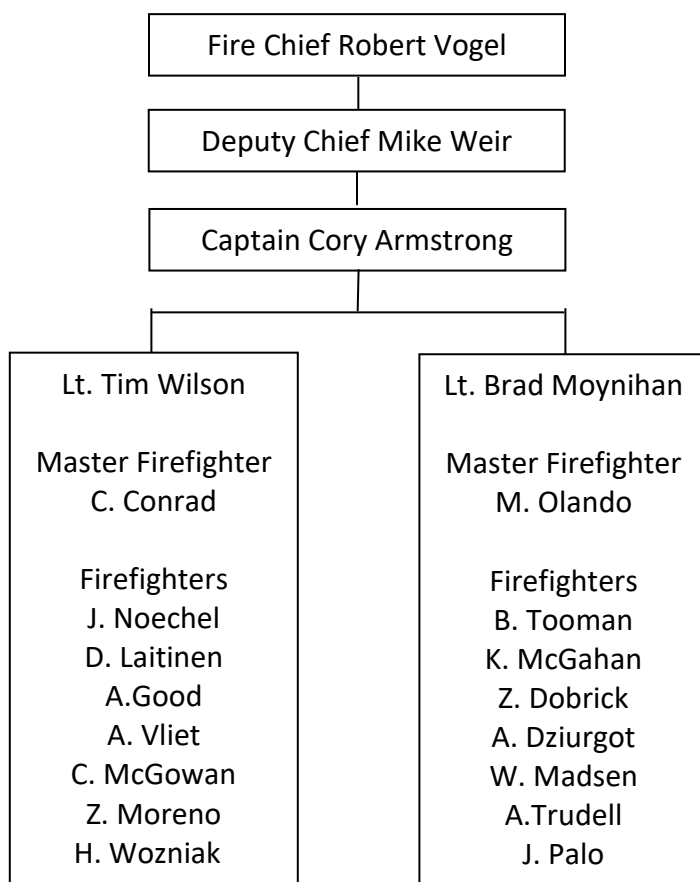 Fire Chief Robert Vogel
Deputy Chief Mike Weir
Captain Cory Armstrong
Lt. Tim Wilson
Master Firefighter
C. Conrad
Firefighters
J. Noechel
D. Laitinen
A.Good
A. Vliet
C. McGowan
Z. Moreno
H. Wozniak
Lt. Brad Moynihan
Master Firefighter
M. Olando
Firefighters
B. Tooman
K. McGahan
Z. Dobrick
A. Dziurgot
W. Madsen
A.Trudell
J. Palo